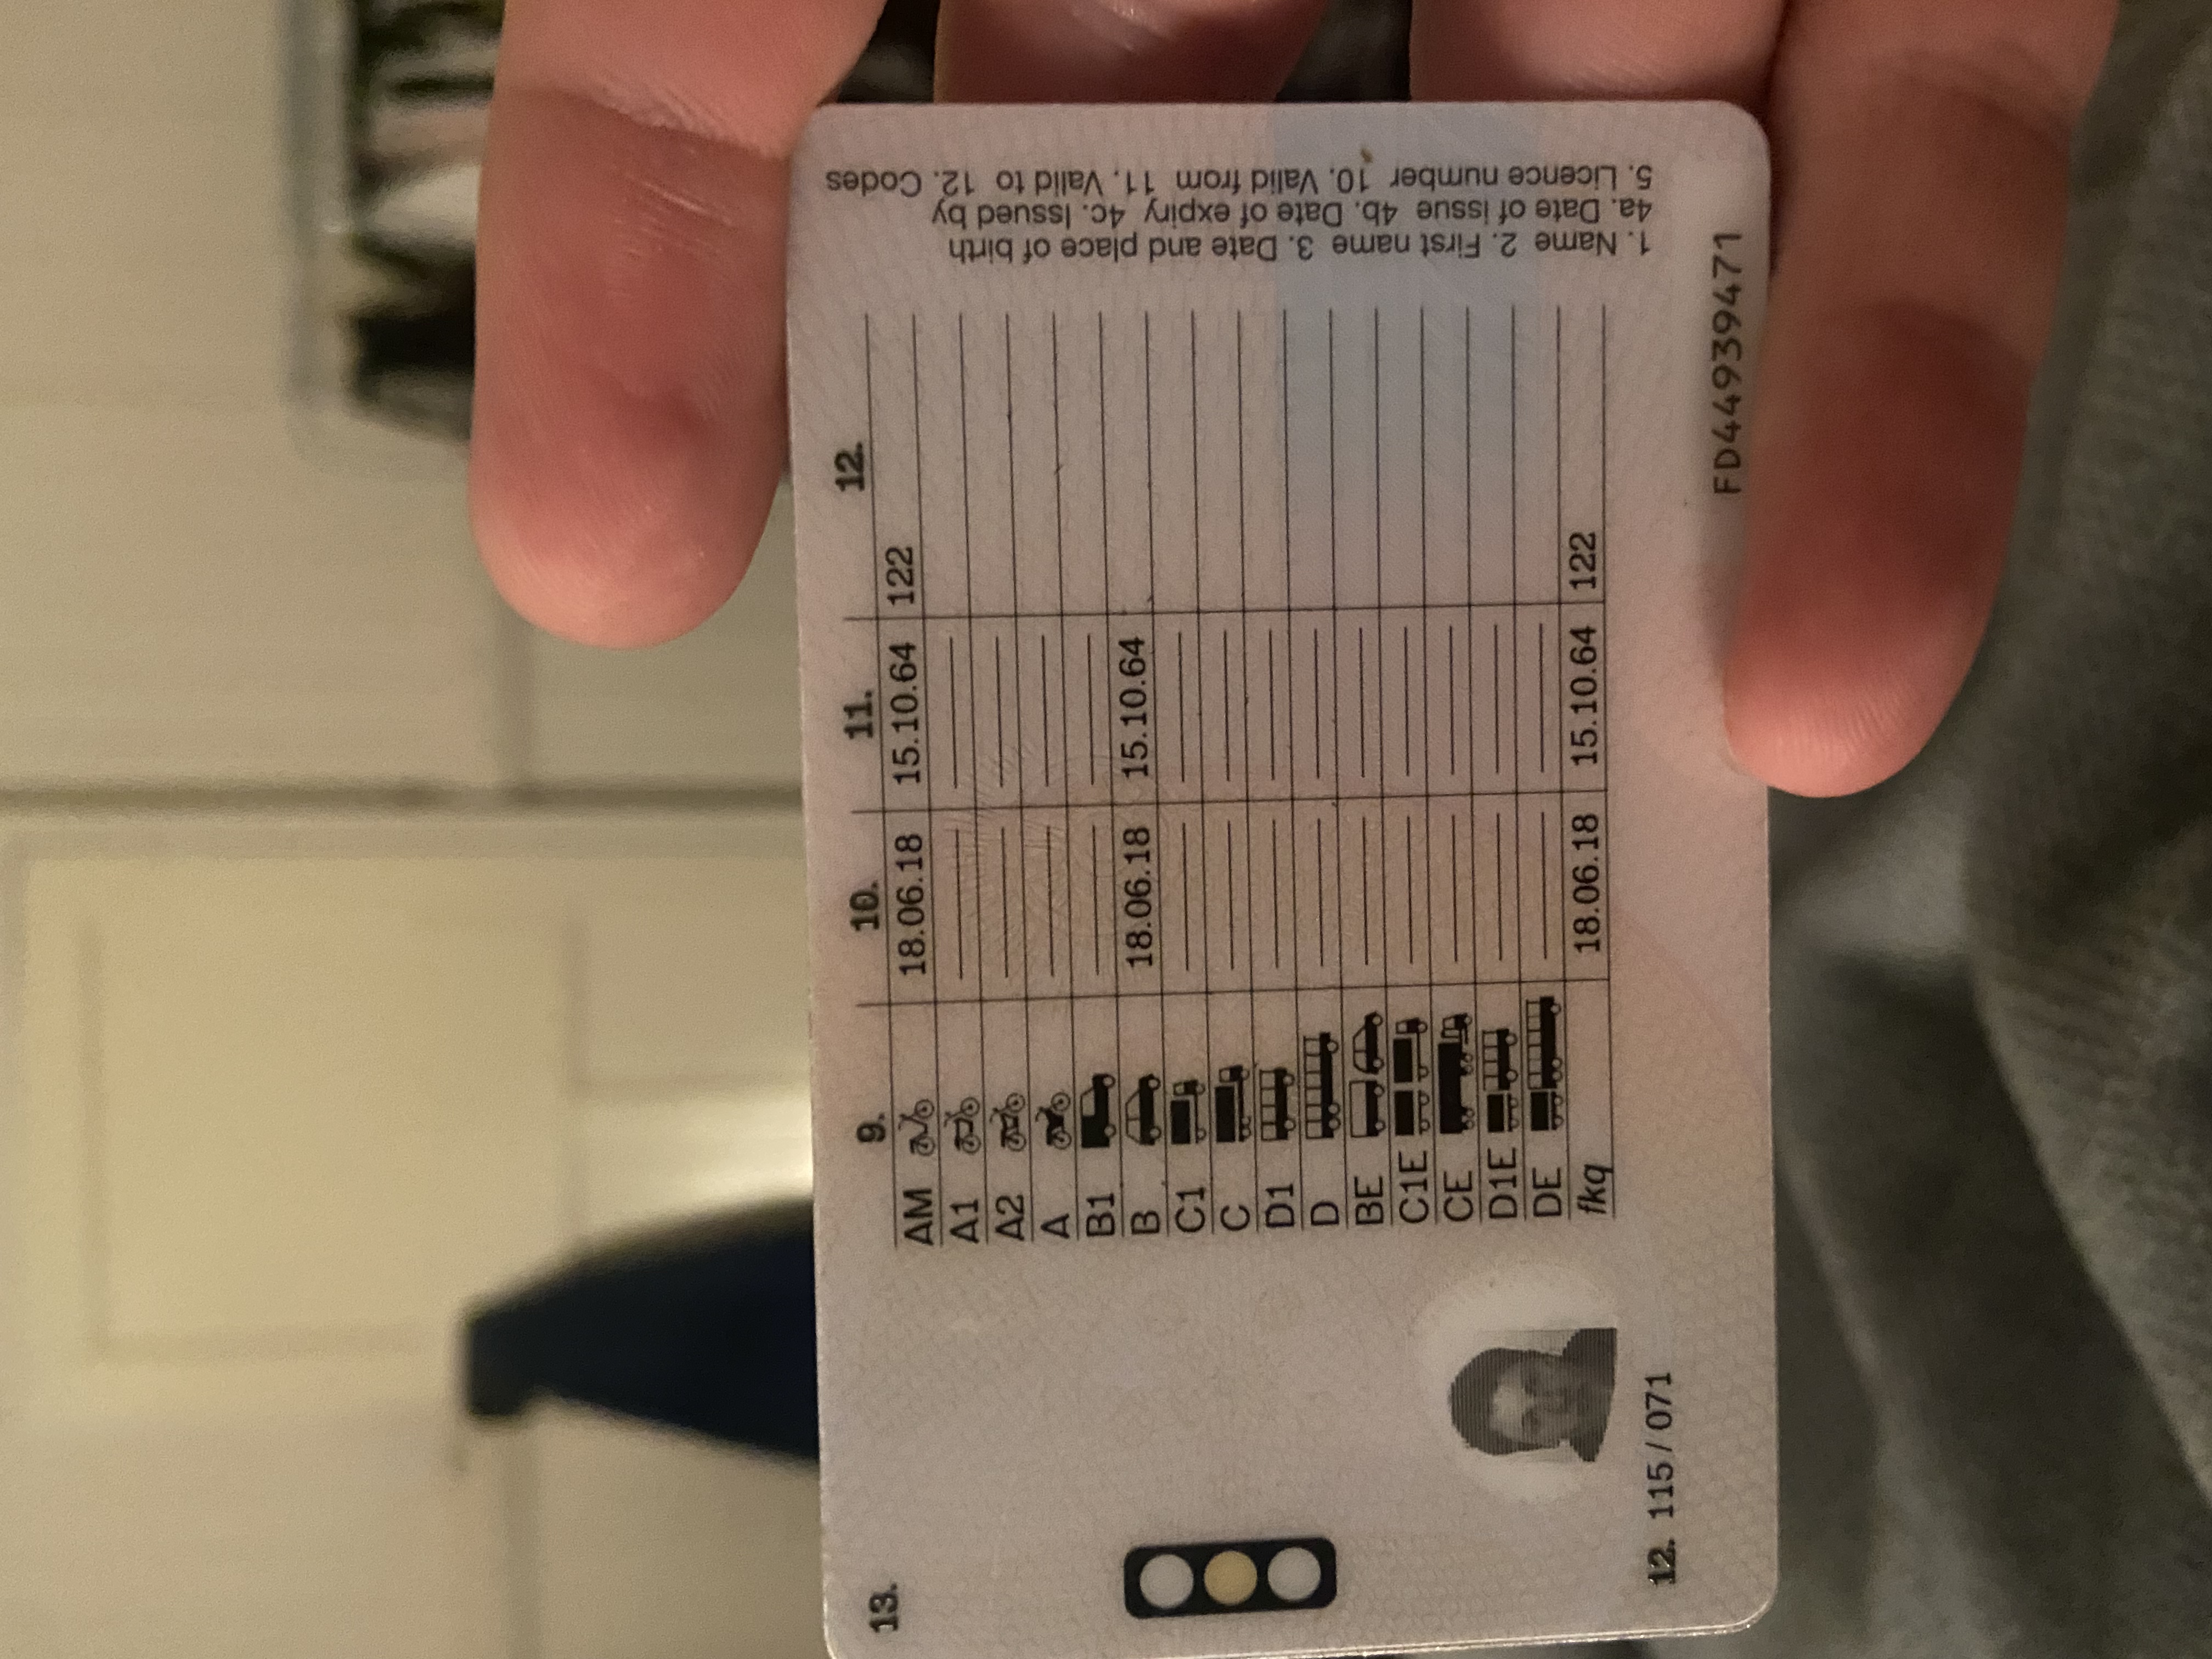 13.
9. 10. 11. 12.
AM 18.06.18 15.10.64 122
A1
A2
A
B1
B 18.06.18 15.10.64
C1
C
D1
D
BE
C1E
CE
D1E
DE
fkq 18.06.18 15.10.64 122
12. 115 / 071
FD44939471
1. Name 2. First name 3. Date and place of birth
4a. Date of issue 4b. Date of expiry 4c. Issued by
5. Licence number 10. Valid from 11. Valid to 12. Codes